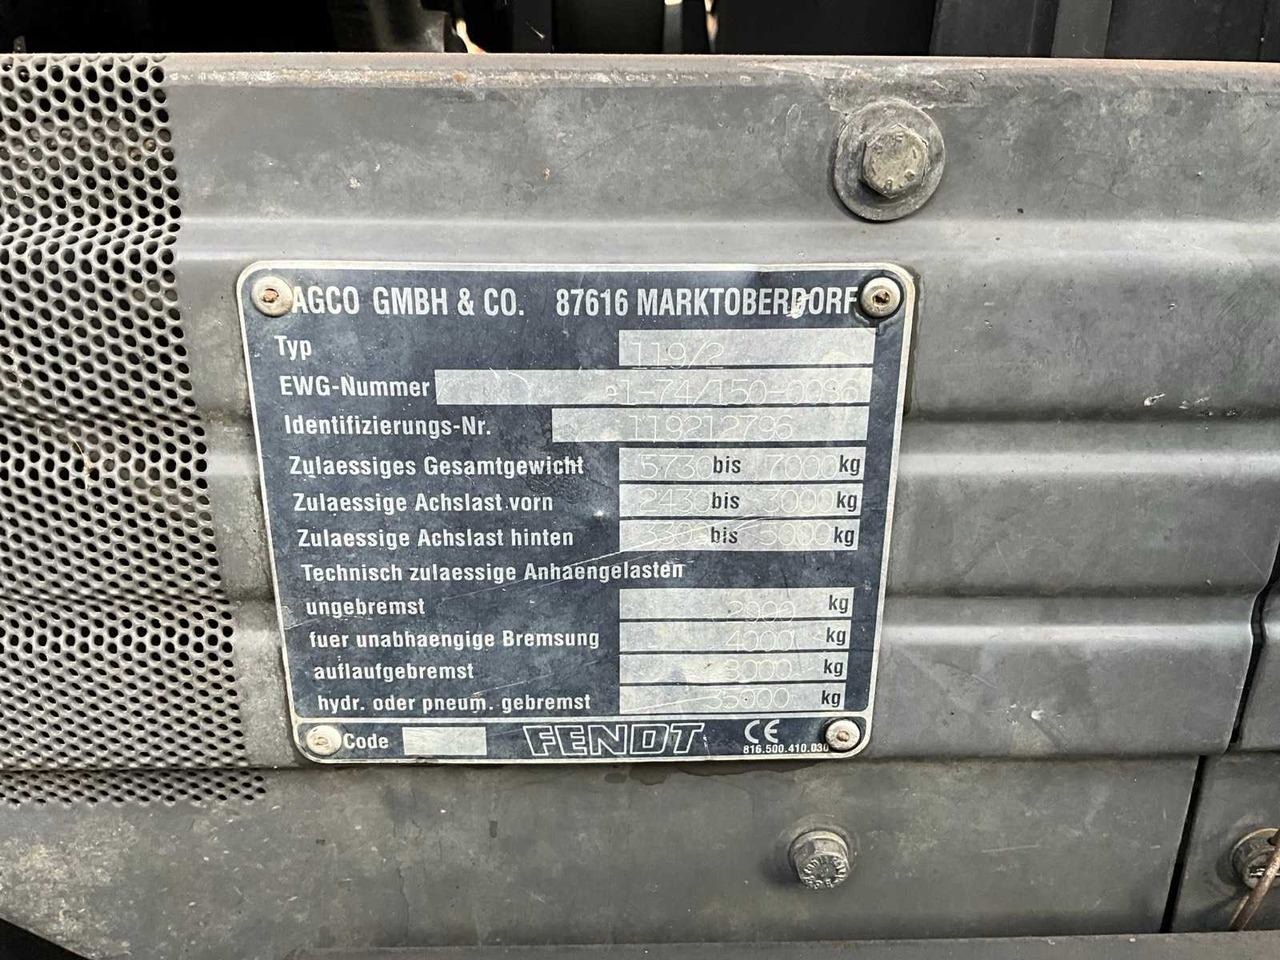 AGCO GMBH & CO. 87616 MARKTOBERDORF
Typ 119/2
EWG-Nummer e1-74/150-0086
Identifizierungs-Nr. 119212796
Zulaessiges Gesamtgewicht 5730 bis 7000 kg
Zulaessige Achslast vorn 2430 bis 3000 kg
Zulaessige Achslast hinten bis 5000 kg
Technisch zulaessige Anhaengelasten
ungebremst kg
fuer unabhaengige Bremsung 4000 kg
auflaufgebremst 8000 kg
hydr. oder pneum. gebremst 35000 kg
Code FENDT CE
816.500.410.030